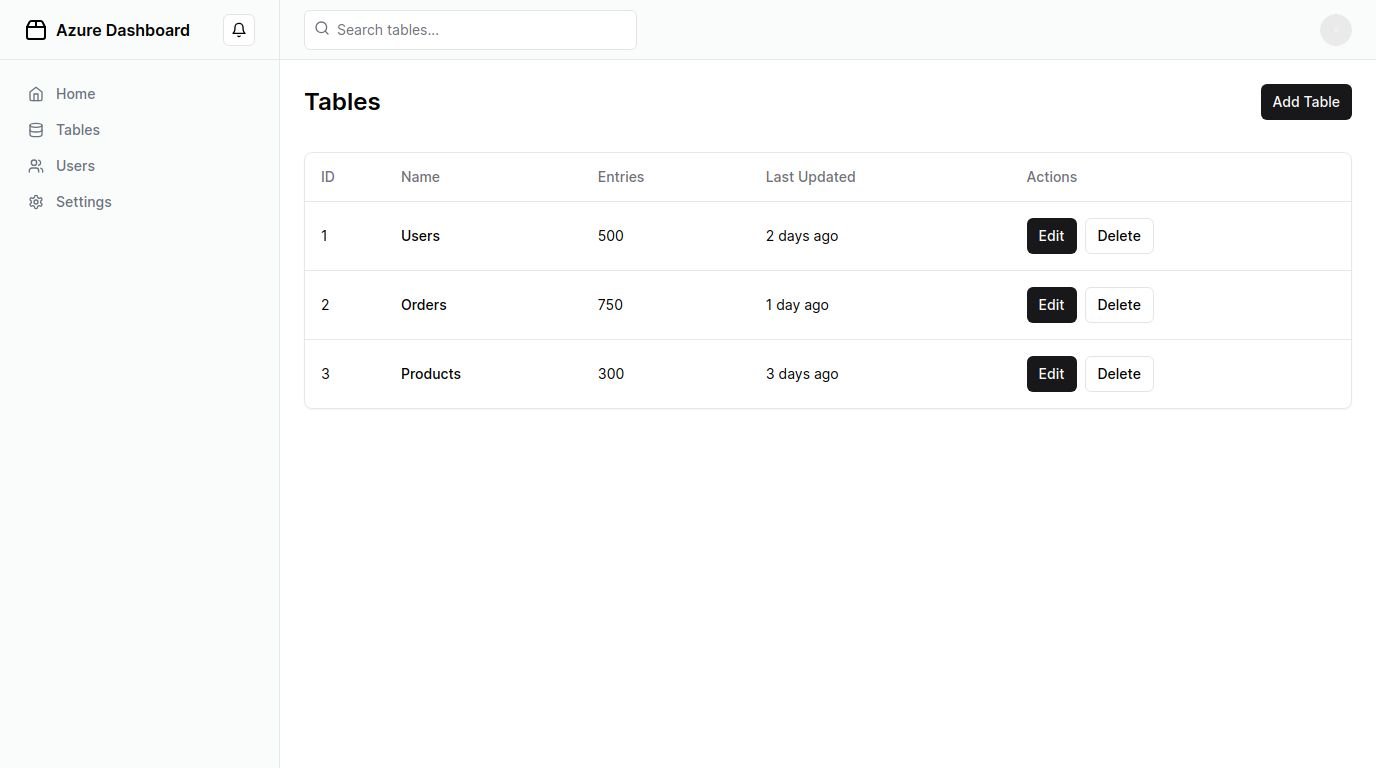 Azure Dashboard
Search tables...
Home
Tables
Users
Settings
Tables
Add Table
ID Name Entries Last Updated Actions
1 Users 500 2 days ago Edit Delete
2 Orders 750 1 day ago Edit Delete
3 Products 300 3 days ago Edit Delete